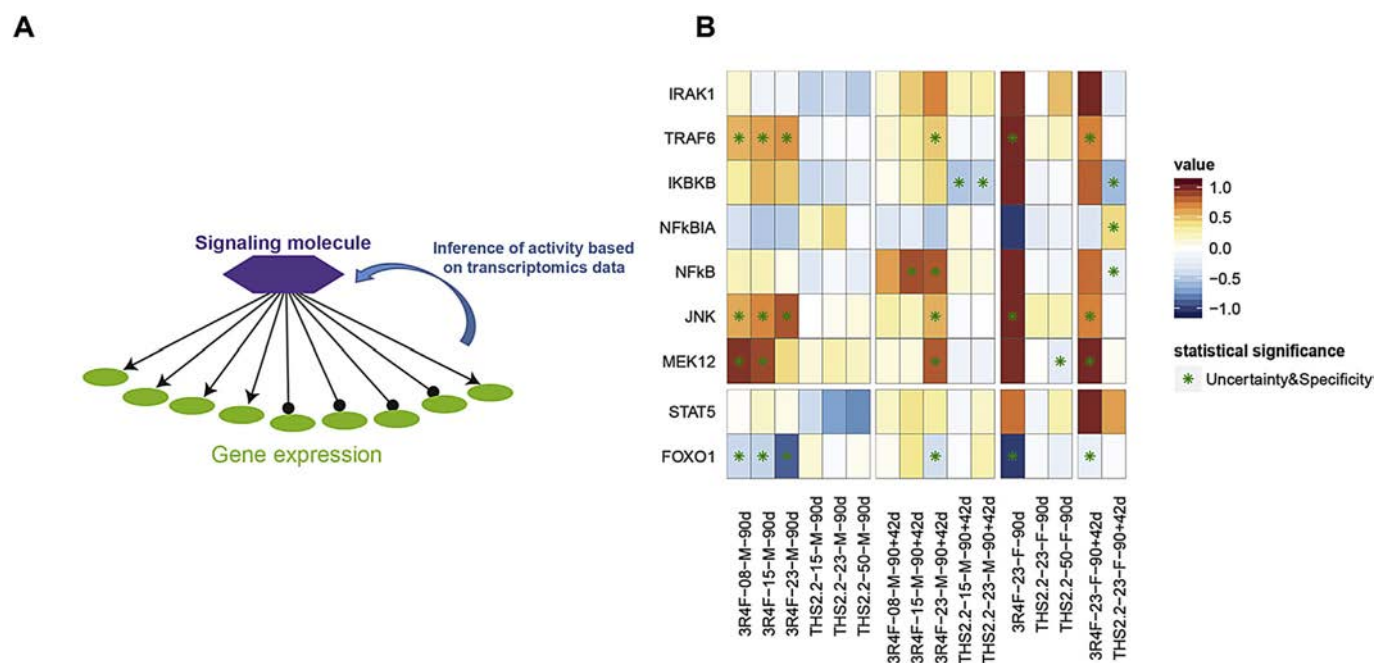 A
Signaling molecule
Inference of activity based
on transcriptomics data
Gene expression
B
IRAK1
TRAF6
IKBKB
NFkBIA
NFkB
JNK
MEK12
STAT5
FOXO1
3R4F−08−M−90d
3R4F−15−M−90d
3R4F−23−M−90d
THS2.2−15−M−90d
THS2.2−23−M−90d
THS2.2−50−M−90d
3R4F−08−M−90+42d
3R4F−15−M−90+42d
3R4F−23−M−90+42d
THS2.2−15−M−90+42d
THS2.2−23−M−90+42d
3R4F−23−F−90d
THS2.2−23−F−90d
THS2.2−50−F−90d
3R4F−23−F−90+42d
THS2.2−23−F−90+42d
value
1.0
0.5
0.0
−0.5
−1.0
statistical significance
Uncertainty&Specificity